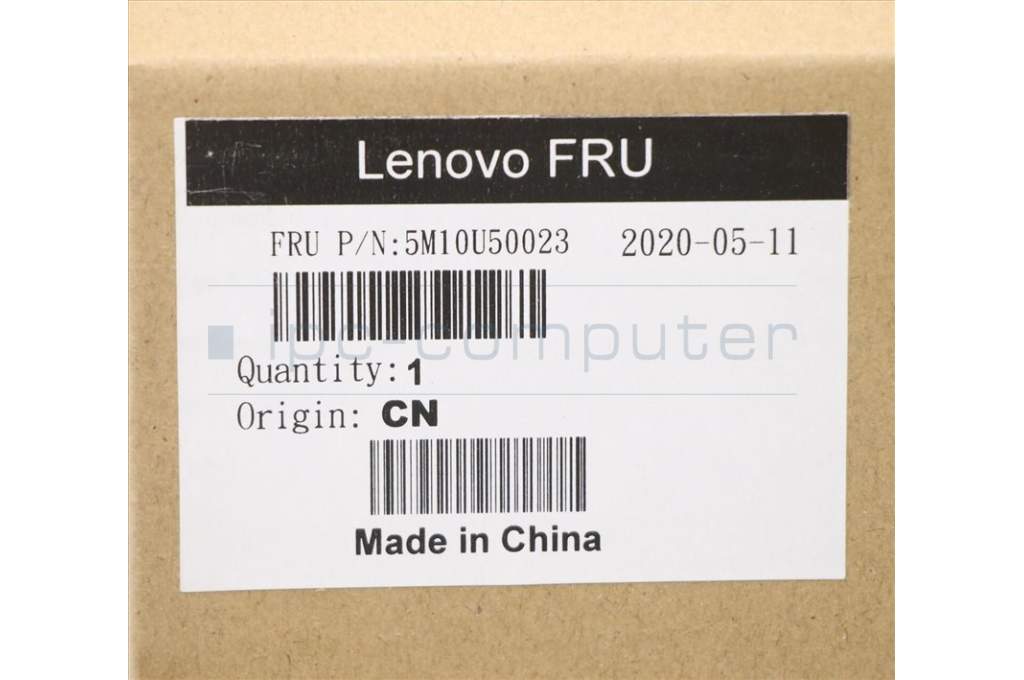 Lenovo FRU
FRU P/N:5M10U50023 2020-05-11
ipc-computer
Quantity:1
Origin: CN
Made in China